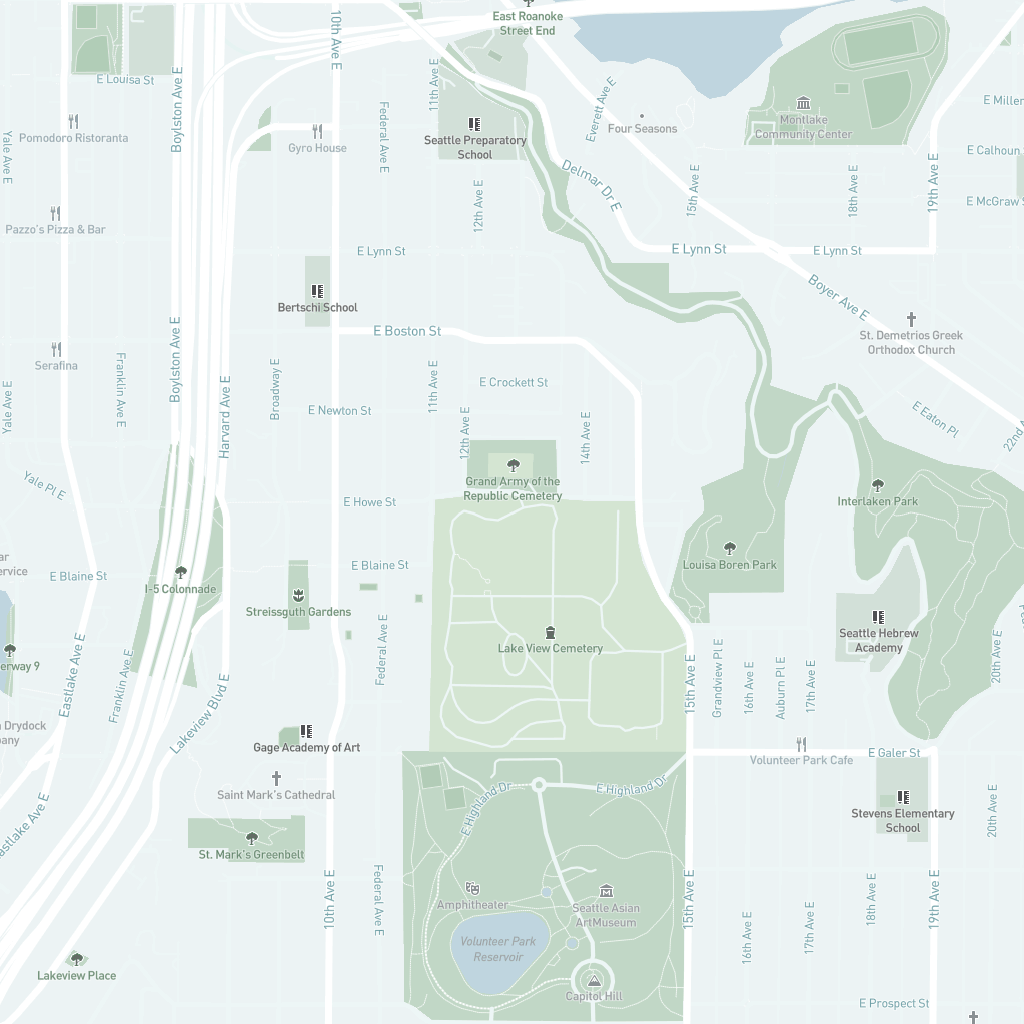 East Roanoke
Street End
10th Ave E
E Louisa St
Boylston Ave E
11th Ave E
Everett Ave E
E Miller
Montlake
Community Center
Pomodoro Ristoranta
Yale Ave E
Gyro House
Federal Ave E
Seattle Preparatory
School
Four Seasons
E Calhoun
Delmar Dr E
12th Ave E
15th Ave E
18th Ave E
19th Ave E
E McGraw S
Pazzo's Pizza & Bar
E Lynn St
E Lynn St
E Lynn St
Bertschi School
Boyer Ave E
E Boston St
St. Demetrios Greek
Orthodox Church
Boylston Ave E
Serafina
Franklin Ave E
Yale Ave E
Broadway E
Harvard Ave E
11th Ave E
E Crockett St
E Newton St
12th Ave E
14th Ave E
E Eaton Pl
22nd A
Yale Pl E
Grand Army of the
Republic Cemetery
E Howe St
Interlaken Park
ar
ervice
E Blaine St
E Blaine St
I-5 Colonnade
Louisa Boren Park
Streissguth Gardens
Federal Ave E
Lake View Cemetery
Seattle Hebrew
Academy
erway 9
Eastlake Ave E
Franklin Ave E
Lakeview Blvd E
15th Ave E
Grandview Pl E
16th Ave E
Auburn Pl E
17th Ave E
20th Ave E
n Drydock
pany
Gage Academy of Art
E Galer St
Volunteer Park Cafe
Saint Mark's Cathedral
E Highland Dr
E Highland Dr
Stevens Elementary
School
20th Ave E
astlake Ave E
St. Mark's Greenbelt
10th Ave E
Federal Ave E
Amphitheater
Seattle Asian
ArtMuseum
15th Ave E
16th Ave E
17th Ave E
18th Ave E
19th Ave E
Volunteer Park
Reservoir
Lakeview Place
Capitol Hill
E Prospect St